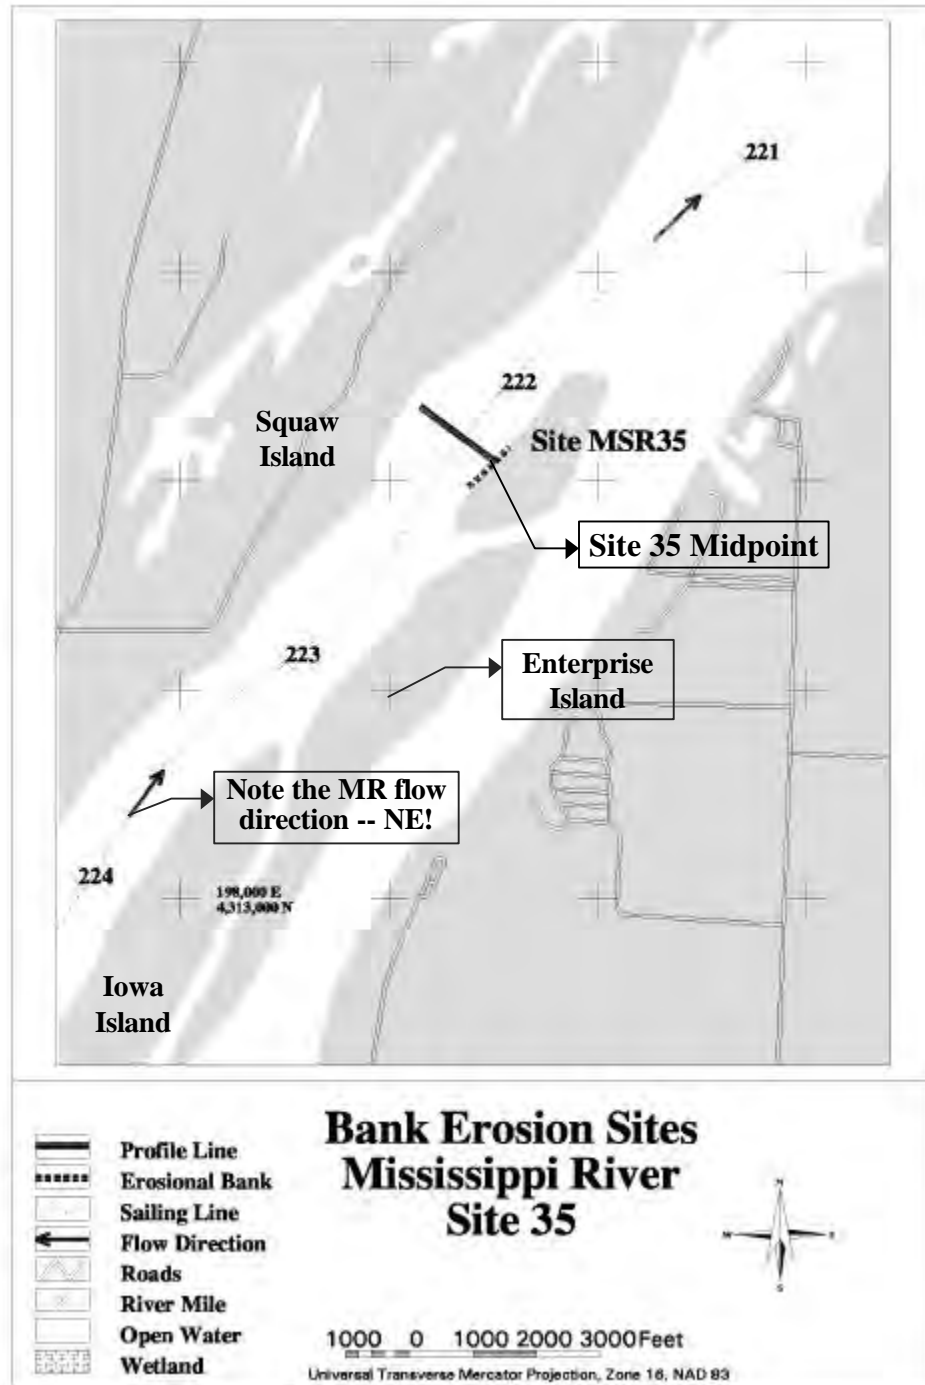 221
222
Squaw
Island
Site MSR35
Site 35 Midpoint
223
Enterprise
Island
Note the MR flow
direction -- NE!
224
198,000 E
4,313,000 N
Iowa
Island
Bank Erosion Sites
Mississippi River
Site 35
Profile Line
Erosional Bank
Sailing Line
Flow Direction
Roads
River Mile
Open Water
Wetland
N
W
E
S
1000 0 1000 2000 3000 Feet
Universal Transverse Mercator Projection, Zone 16, NAD 83